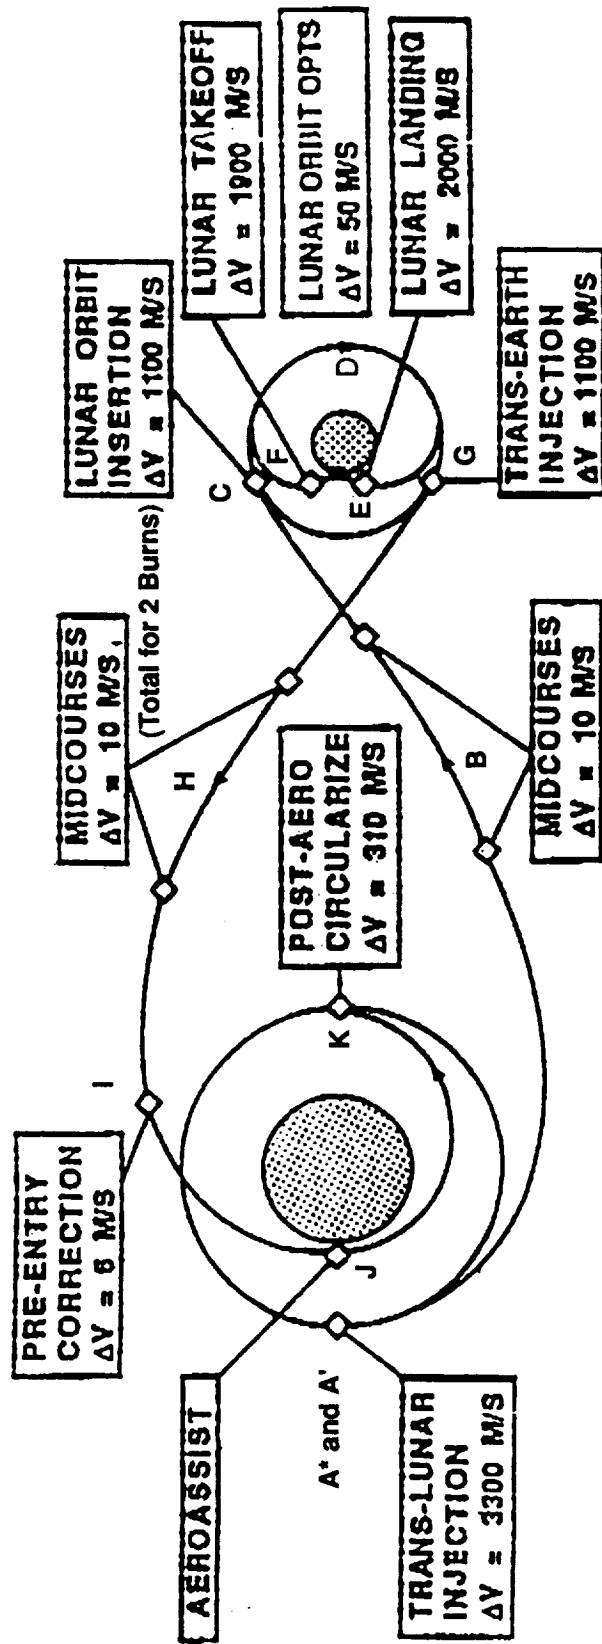 PRE-ENTRY
CORRECTION
ΔV = 6 M/S
I
MIDCOURSES
ΔV = 10 M/S
(Total for 2 Burns)
H
LUNAR ORBIT
INSERTION
ΔV = 1100 M/S
C
LUNAR TAKEOFF
ΔV = 1900 M/S
F
LUNAR ORBIT OPTS
ΔV = 50 M/S
D
LUNAR LANDING
ΔV = 2000 M/S
E
AEROASSIST
J
A* and A'
TRANS-LUNAR
INJECTION
ΔV = 3300 M/S
POST-AERO
CIRCULARIZE
ΔV = 310 M/S
K
B
MIDCOURSES
ΔV = 10 M/S
G
TRANS-EARTH
INJECTION
ΔV = 1100 M/S